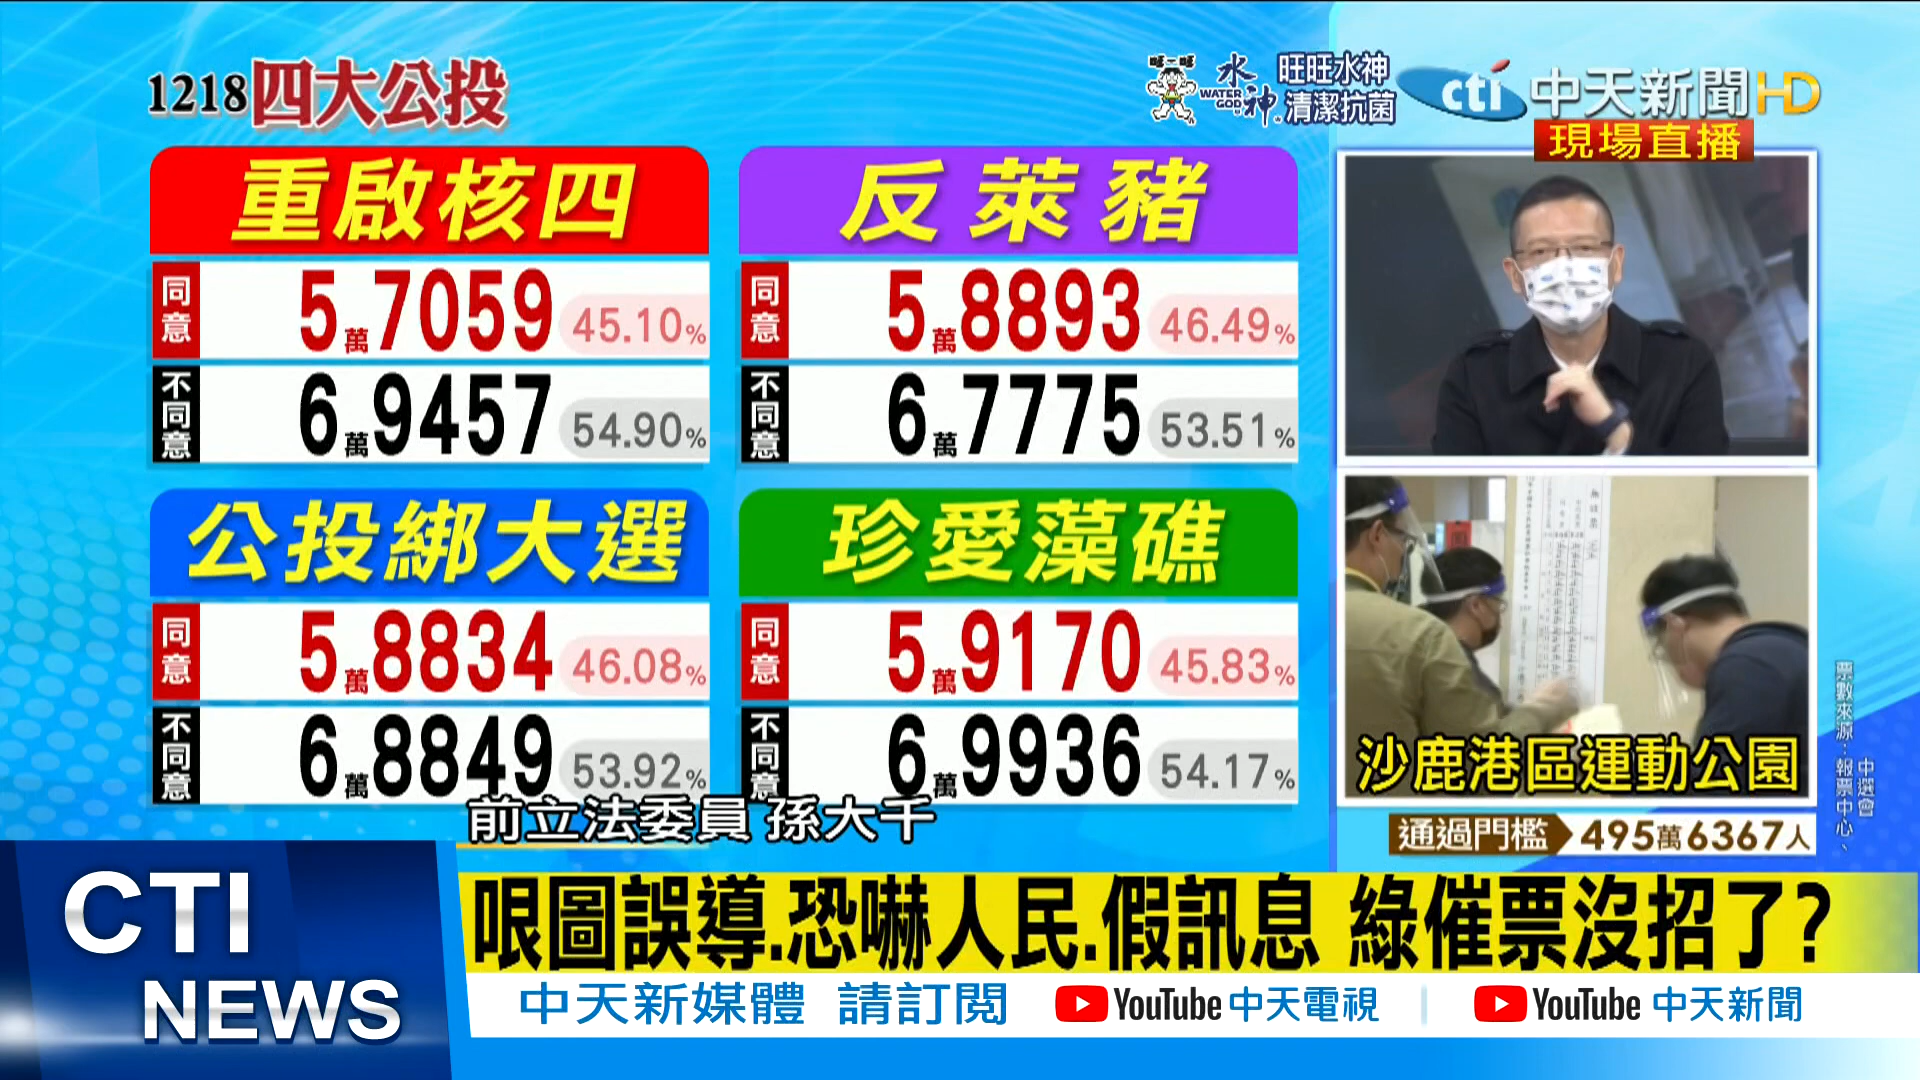 1218四大公投
旺一旺
水神
WATER GOD
旺旺水神
清潔抗菌
cti 中天新聞HD
現場直播
重啟核四
同意 5萬7059 45.10%
不同意 6萬9457 54.90%
反萊豬
同意 5萬8893 46.49%
不同意 6萬7775 53.51%
公投綁大選
同意 5萬8834 46.08%
不同意 6萬8849 53.92%
珍愛藻礁
同意 5萬9170 45.83%
不同意 6萬9936 54.17%
沙鹿港區運動公園
通過門檻 495萬6367人
票數來源：報票中心、
中選會
前立法委員 孫大千
CTI
NEWS
哏圖誤導.恐嚇人民.假訊息 綠催票沒招了?
中天新媒體 請訂閱 YouTube 中天電視 | YouTube 中天新聞